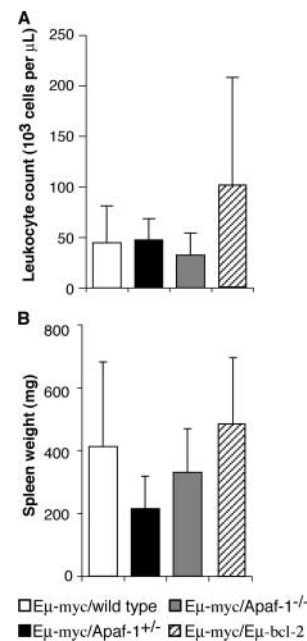 A
Leukocyte count (10³ cells per μL)
250
200
150
100
50
0
B
Spleen weight (mg)
800
600
400
200
0
Eμ-myc/wild type
Eμ-myc/Apaf-1⁻/⁻
Eμ-myc/Apaf-1⁺/⁻
Eμ-myc/Eμ-bcl-2